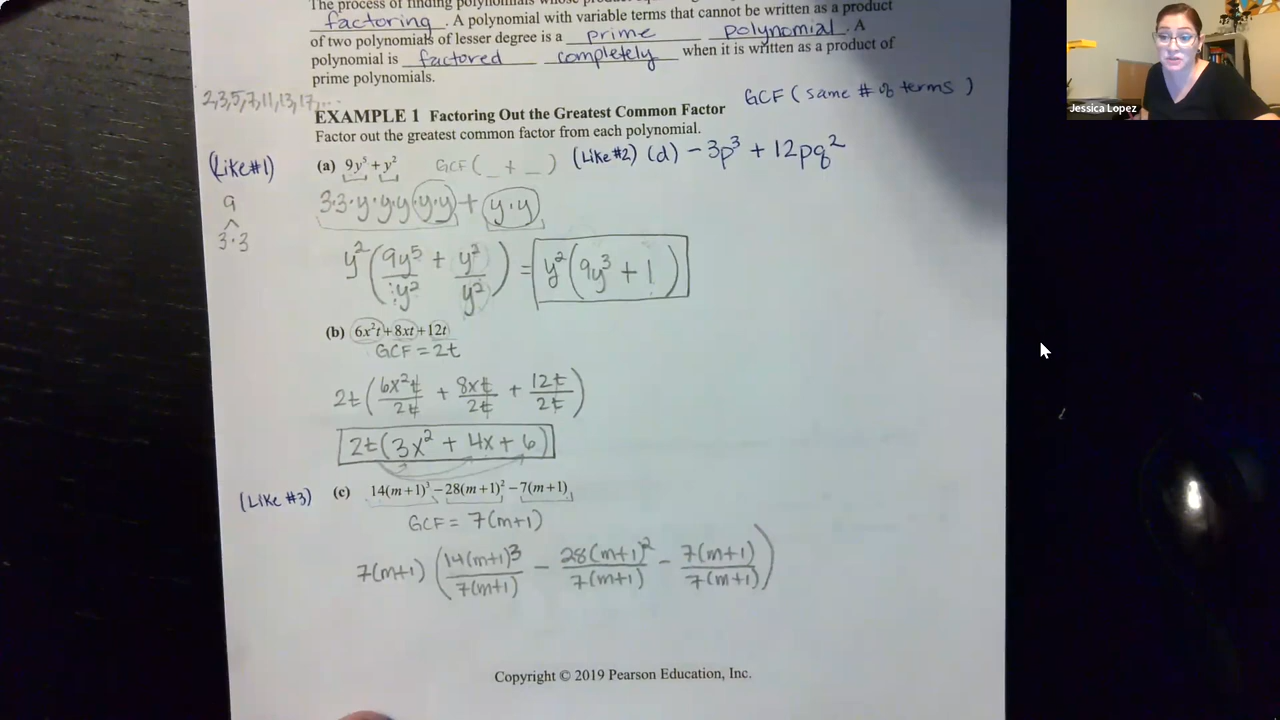 The process of finding polynomials whose product
factoring. A polynomial with variable terms that cannot be written as a product
of two polynomials of lesser degree is a prime polynomial. A
polynomial is factored completely when it is written as a product of
prime polynomials.
2,3,5,7,11,13,17,...
GCF (same # of terms )
EXAMPLE 1 Factoring Out the Greatest Common Factor
Factor out the greatest common factor from each polynomial.
(Like #1) (a) 9y⁵ + y² GCF ( _ + _ ) (Like #2) (d) - 3p³ + 12pq²
9
3·3
3·3·y·y·y·y·y + y·y
y² (9y⁵/y² + y²/y²) = y² (9y³ + 1)
(b) 6x²t + 8xt + 12t
GCF = 2t
2t (6x²t/2t + 8xt/2t + 12t/2t)
2t (3x² + 4x + 6)
(Like #3) (c) 14(m+1)³ – 28(m+1)² – 7(m+1)
GCF = 7(m+1)
7(m+1) (14(m+1)³/7(m+1) - 28(m+1)²/7(m+1) - 7(m+1)/7(m+1))
Copyright © 2019 Pearson Education, Inc.
Jessica Lopez